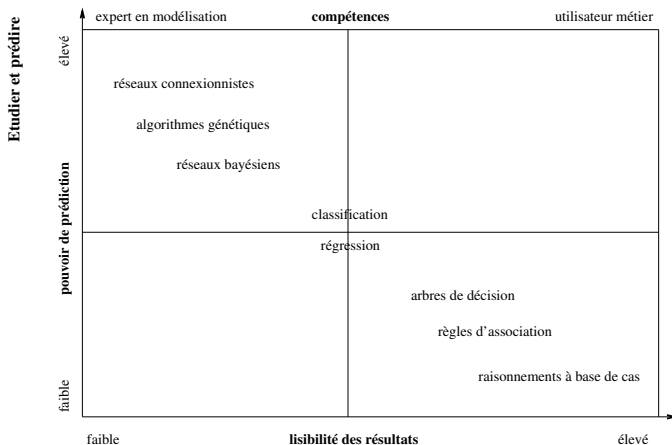 expert en modélisation compétences utilisateur métier
élevé
Etudier et prédire
réseaux connexionnistes
algorithmes génétiques
réseaux bayésiens
classification
pouvoir de prédiction
régression
arbres de décision
règles d'association
raisonnements à base de cas
faible
faible lisibilité des résultats élevé